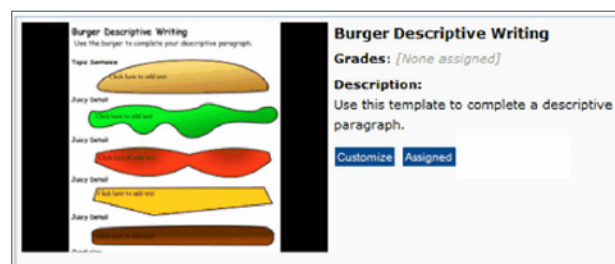 Burger Descriptive Writing
Use the burger to complete your descriptive paragraph.
Topic Sentence
Click here to add text
Juicy Detail
Click here to add text
Juicy Detail
Click here to add text
Juicy Detail
Click here to add text
Juicy Detail
Click here to add text
Burger Descriptive Writing
Grades: [None assigned]
Description:
Use this template to complete a descriptive
paragraph.
Customize
Assigned